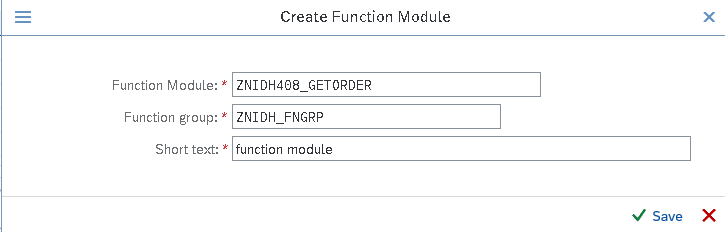 Create Function Module
Function Module: * ZNIDH408_GETORDER
Function group: * ZNIDH_FNGRP
Short text: * function module
Save